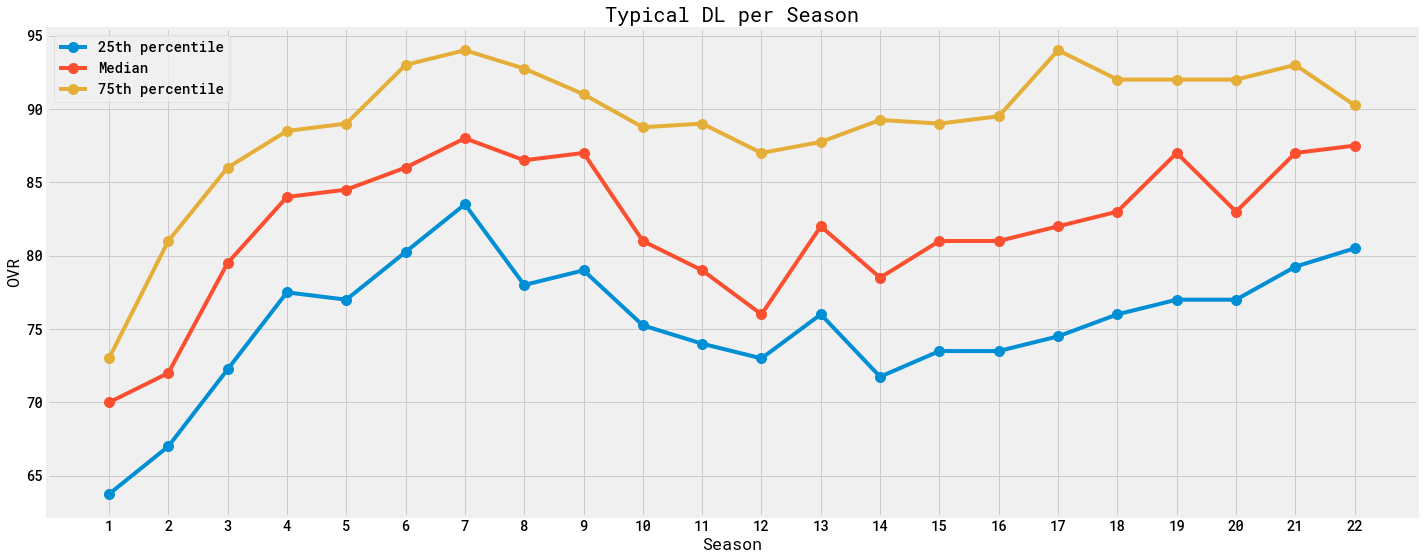 Typical DL per Season
25th percentile
Median
75th percentile
OVR
95
90
85
80
75
70
65
1 2 3 4 5 6 7 8 9 10 11 12 13 14 15 16 17 18 19 20 21 22
Season